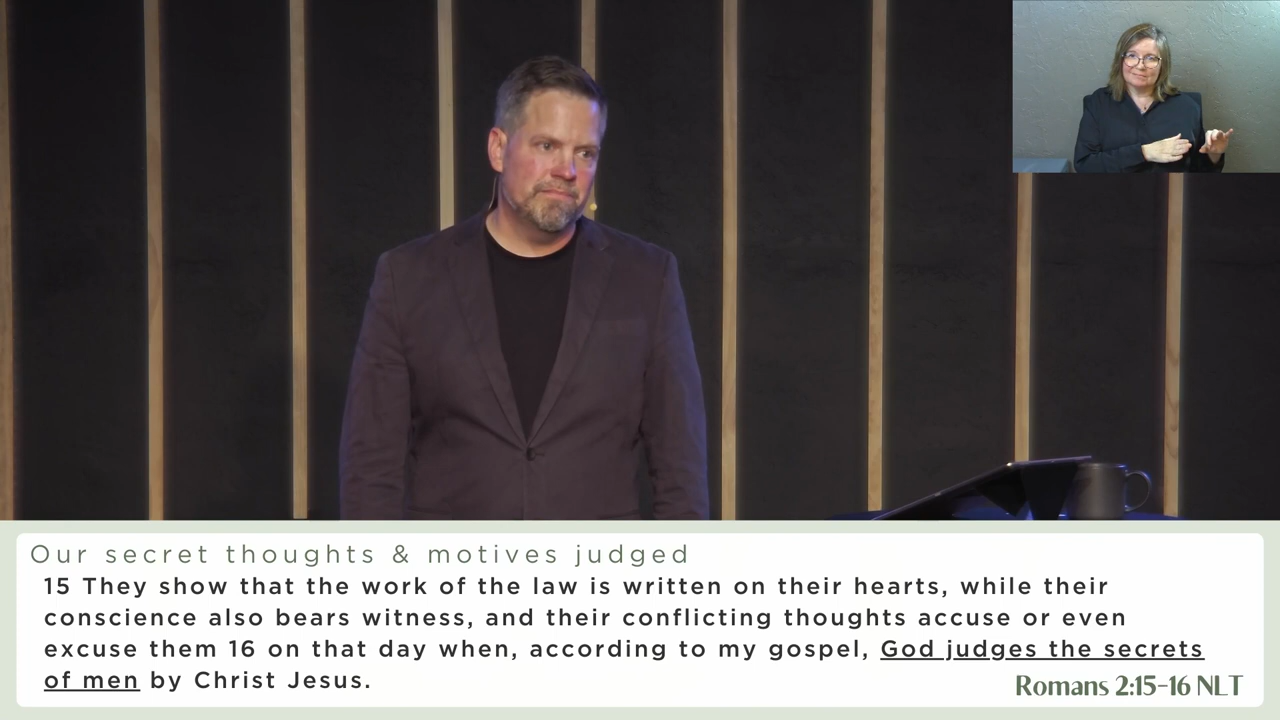 Our secret thoughts & motives judged
15 They show that the work of the law is written on their hearts, while their
conscience also bears witness, and their conflicting thoughts accuse or even
excuse them 16 on that day when, according to my gospel, God judges the secrets
of men by Christ Jesus.
Romans 2:15-16 NLT